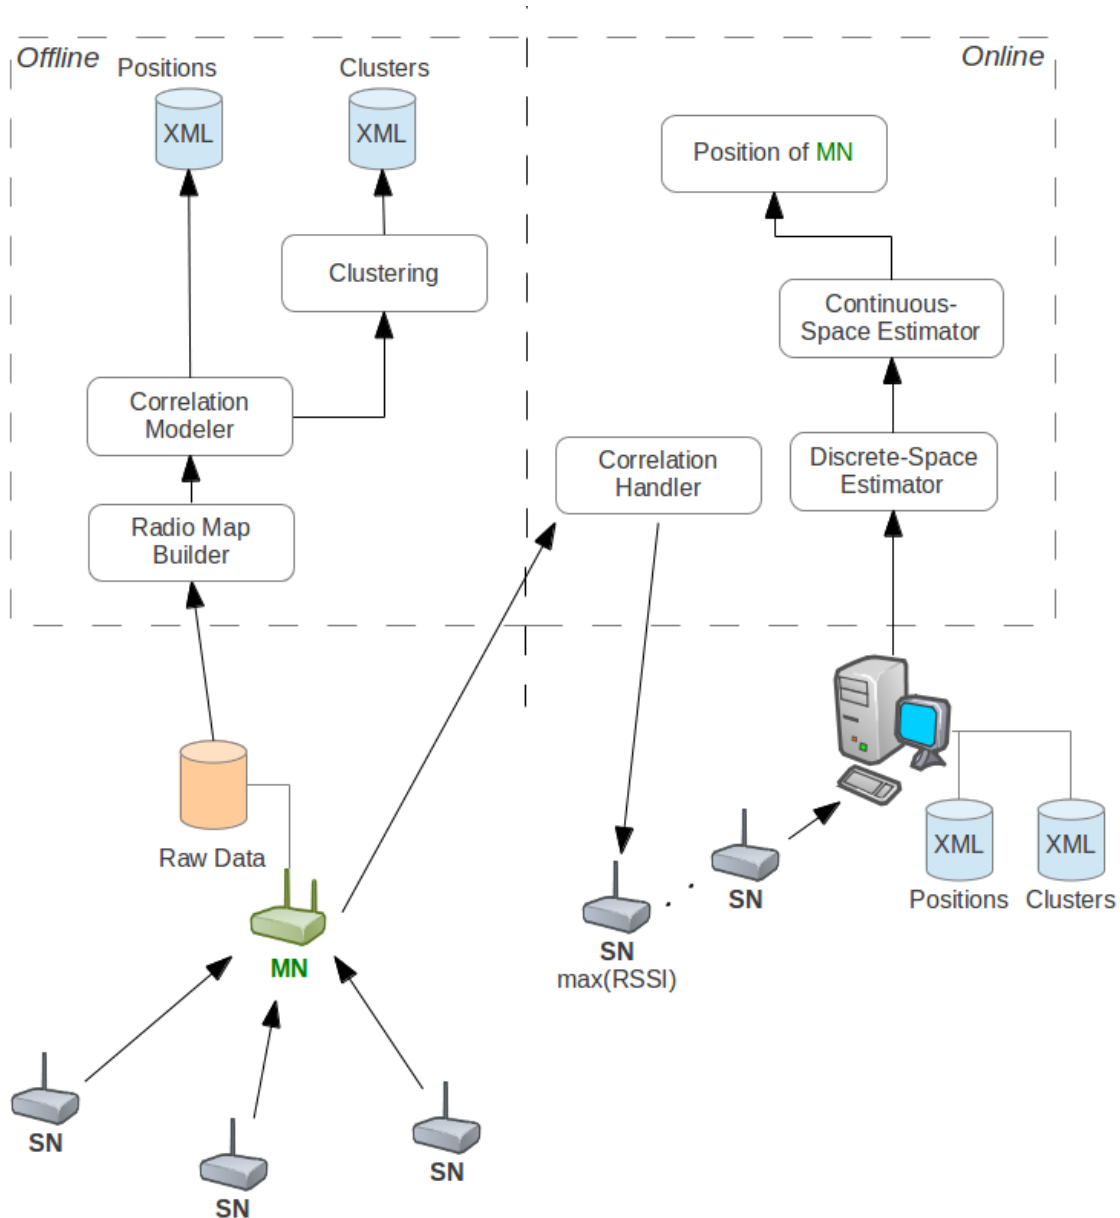 Offline
Online
Positions
Clusters
XML
XML
Position of MN
Clustering
Continuous-
Space Estimator
Correlation
Modeler
Correlation
Handler
Discrete-Space
Estimator
Radio Map
Builder
Raw Data
XML
XML
Positions
Clusters
SN
SN
max(RSSI)
MN
SN
SN
SN